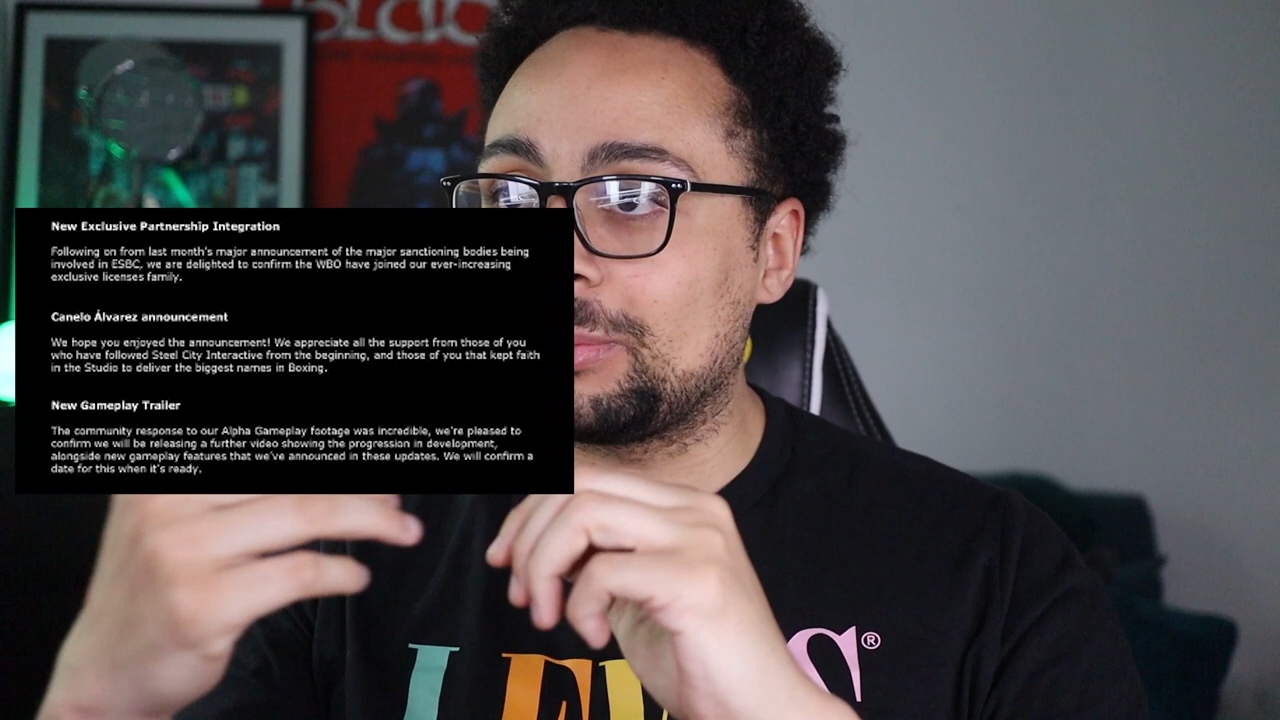 New Exclusive Partnership Integration
Following on from last month's major announcement of the major sanctioning bodies being
involved in ESBC, we are delighted to confirm the WBO have joined our ever-increasing
exclusive licenses family.
Canelo Álvarez announcement
We hope you enjoyed the announcement! We appreciate all the support from those of you
who have followed Steel City Interactive from the beginning, and those of you that kept faith
in the Studio to deliver the biggest names in Boxing.
New Gameplay Trailer
The community response to our Alpha Gameplay footage was incredible, we're pleased to
confirm we will be releasing a further video showing the progression in development,
alongside new gameplay features that we've announced in these updates. We will confirm a
date for this when it's ready.